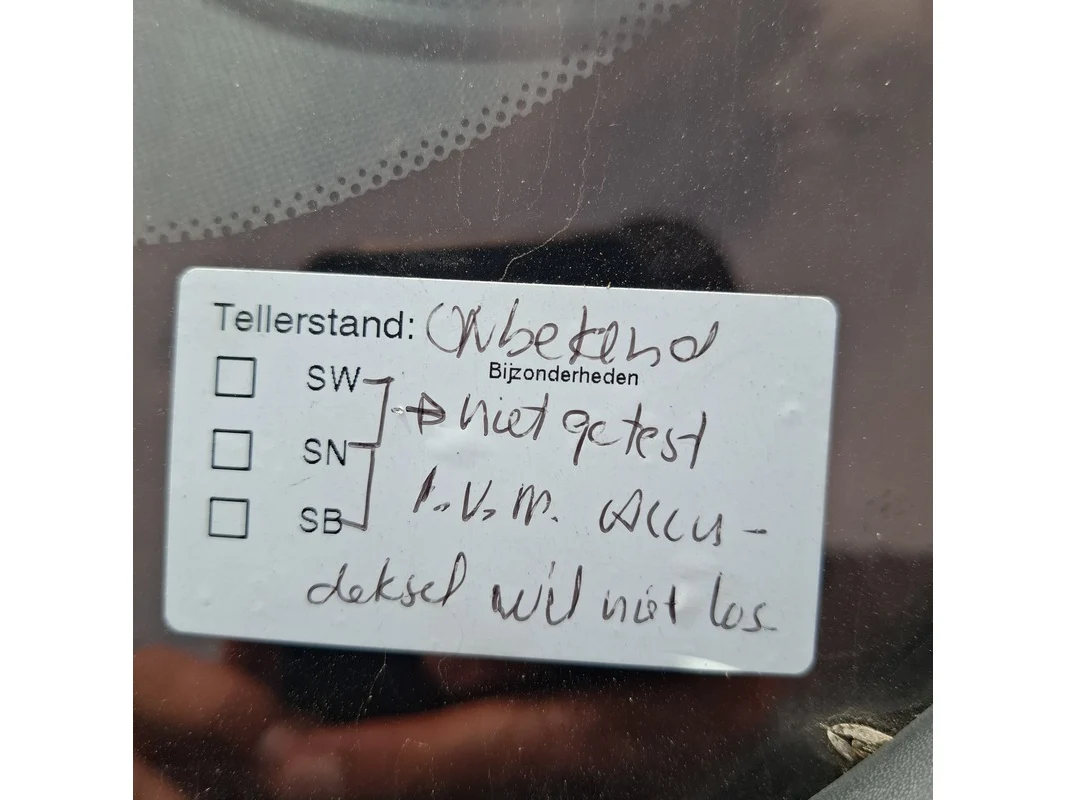 Tellerstand: Onbekend
Bijzonderheden
SW
→ niet getest
SN
i.v.m. Accu-
SB
deksel wil niet los